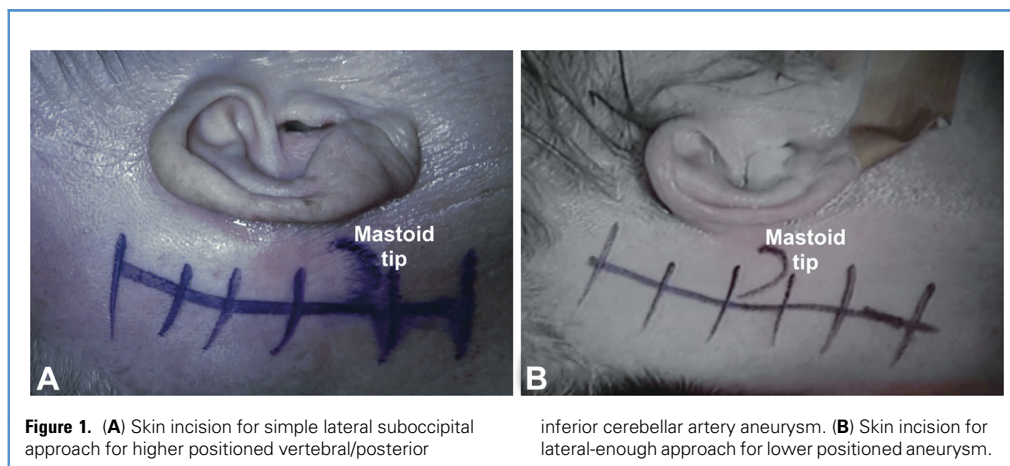 Mastoid
tip
A
Mastoid
tip
B
Figure 1. (A) Skin incision for simple lateral suboccipital
approach for higher positioned vertebral/posterior
inferior cerebellar artery aneurysm. (B) Skin incision for
lateral-enough approach for lower positioned aneurysm.